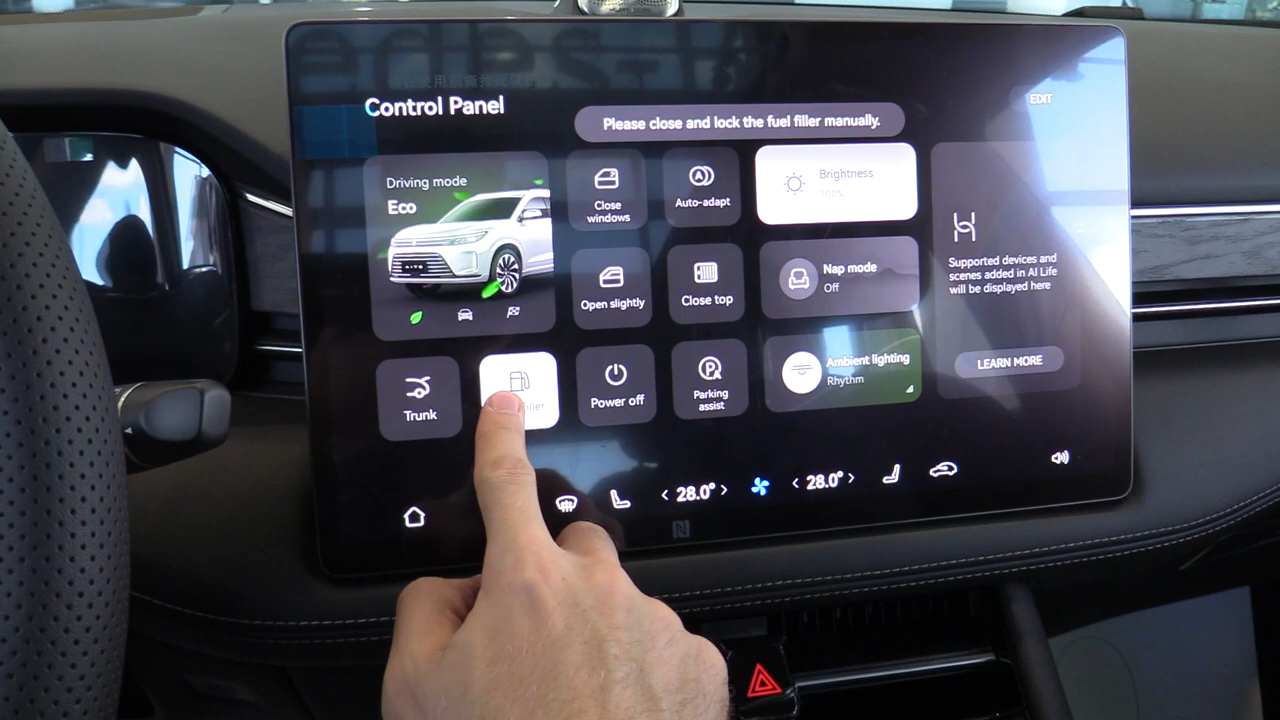 Control Panel
EDIT
Please close and lock the fuel filler manually.
Driving mode
Eco
AITO
Close
windows
Auto-adapt
Brightness
100%
Open slightly
Close top
Nap mode
Off
Supported devices and
scenes added in AI Life
will be displayed here
LEARN MORE
Trunk
Power off
Parking
assist
Ambient lighting
Rhythm
28.0°
28.0°